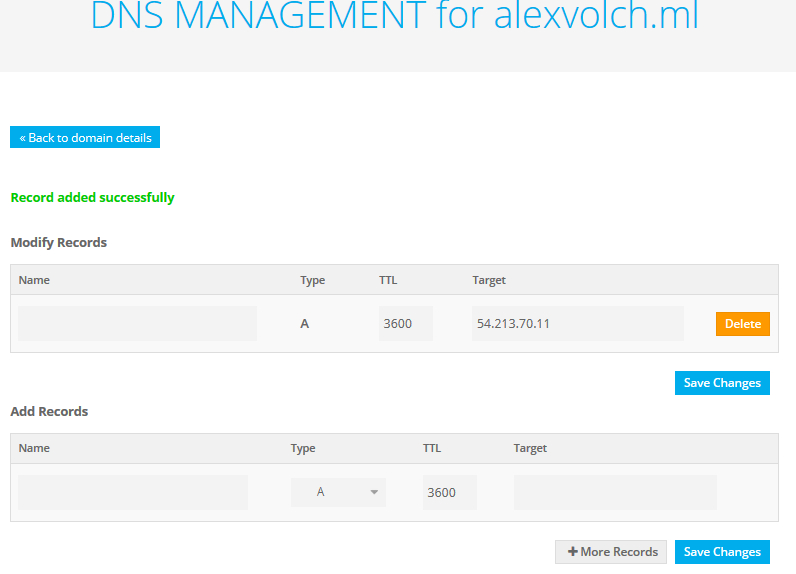 DNS MANAGEMENT for alexvolch.ml
« Back to domain details
Record added successfully
Modify Records
Name Type TTL Target
A 3600 54.213.70.11 Delete
Save Changes
Add Records
Name Type TTL Target
A 3600
+ More Records Save Changes